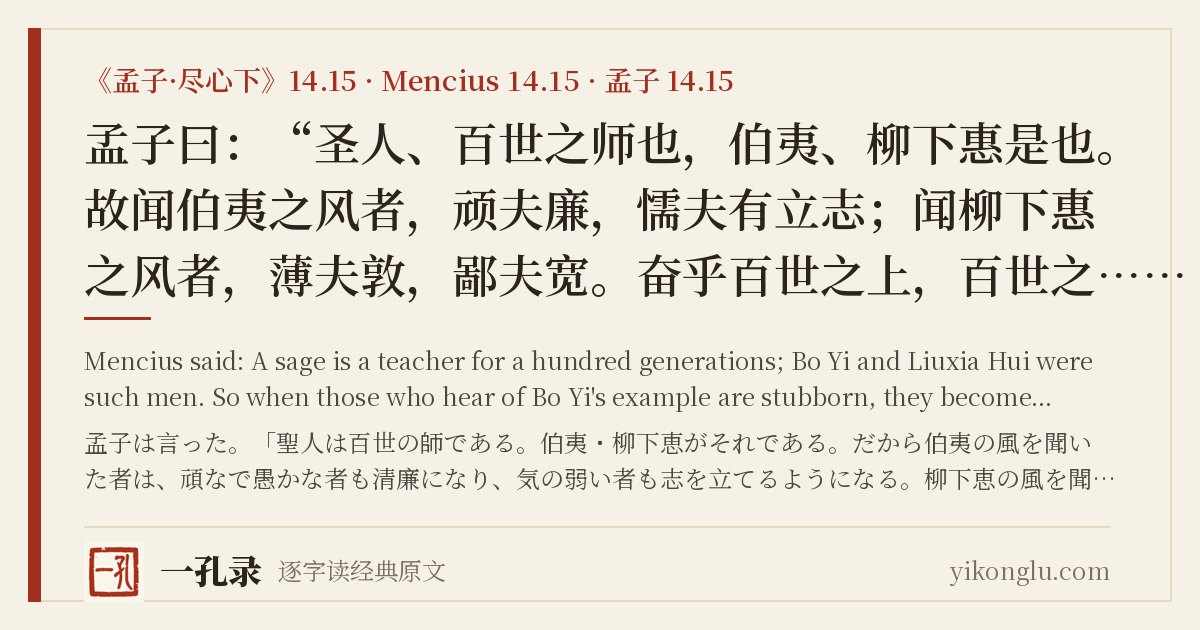 《孟子·尽心下》14.15 · Mencius 14.15 · 孟子 14.15
孟子曰：“圣人、百世之师也，伯夷、柳下惠是也。
故闻伯夷之风者，顽夫廉，懦夫有立志；闻柳下惠
之风者，薄夫敦，鄙夫宽。奋乎百世之上，百世之……
Mencius said: A sage is a teacher for a hundred generations; Bo Yi and Liuxia Hui were
such men. So when those who hear of Bo Yi's example are stubborn, they become...
孟子は言った。「聖人は百世の師である。伯夷・柳下恵がそれである。だから伯夷の風を聞い
た者は、頑なで愚かな者も清廉になり、気の弱い者も志を立てるようになる。柳下恵の風を聞…
一孔
一孔录
逐字读经典原文
yikonglu.com